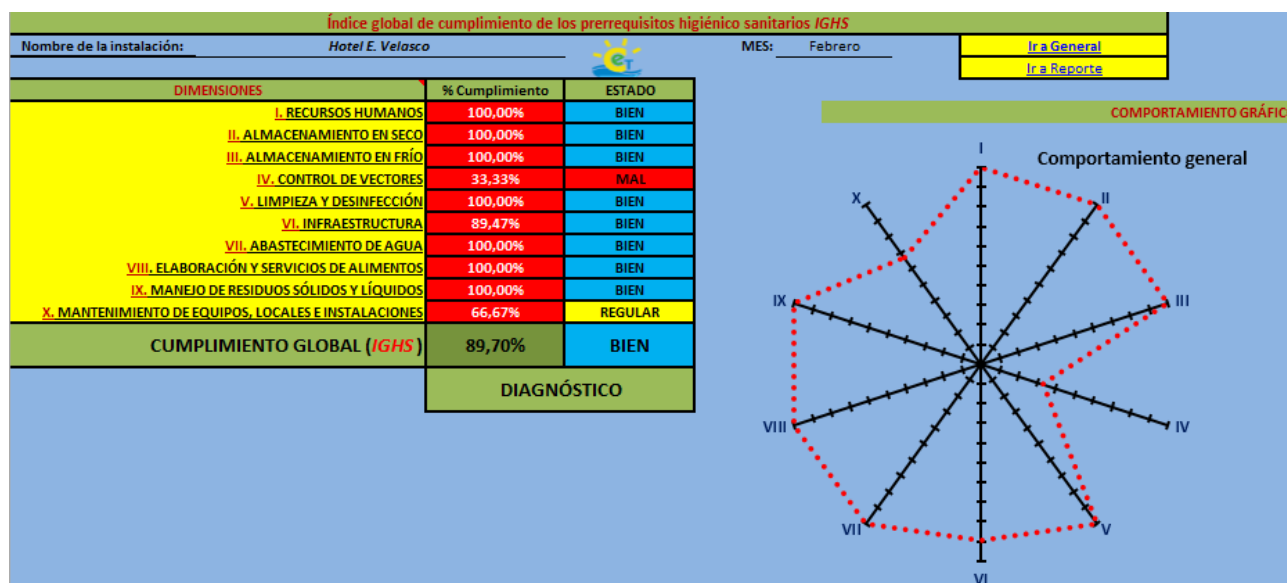 Índice global de cumplimiento de los prerrequisitos higiénico sanitarios IGHS
Nombre de la instalación: Hotel E. Velasco MES: Febrero Ir a General
Ir a Reporte
DIMENSIONES % Cumplimiento ESTADO
I. RECURSOS HUMANOS 100,00% BIEN
II. ALMACENAMIENTO EN SECO 100,00% BIEN
III. ALMACENAMIENTO EN FRÍO 100,00% BIEN
IV. CONTROL DE VECTORES 33,33% MAL
V. LIMPIEZA Y DESINFECCIÓN 100,00% BIEN
VI. INFRAESTRUCTURA 89,47% BIEN
VII. ABASTECIMIENTO DE AGUA 100,00% BIEN
VIII. ELABORACIÓN Y SERVICIOS DE ALIMENTOS 100,00% BIEN
IX. MANEJO DE RESIDUOS SÓLIDOS Y LÍQUIDOS 100,00% BIEN
X. MANTENIMIENTO DE EQUIPOS, LOCALES E INSTALACIONES 66,67% REGULAR
CUMPLIMIENTO GLOBAL (IGHS) 89,70% BIEN
DIAGNÓSTICO
COMPORTAMIENTO GRÁFIC
Comportamiento general
I
II
III
IV
V
VI
VII
VIII
IX
X